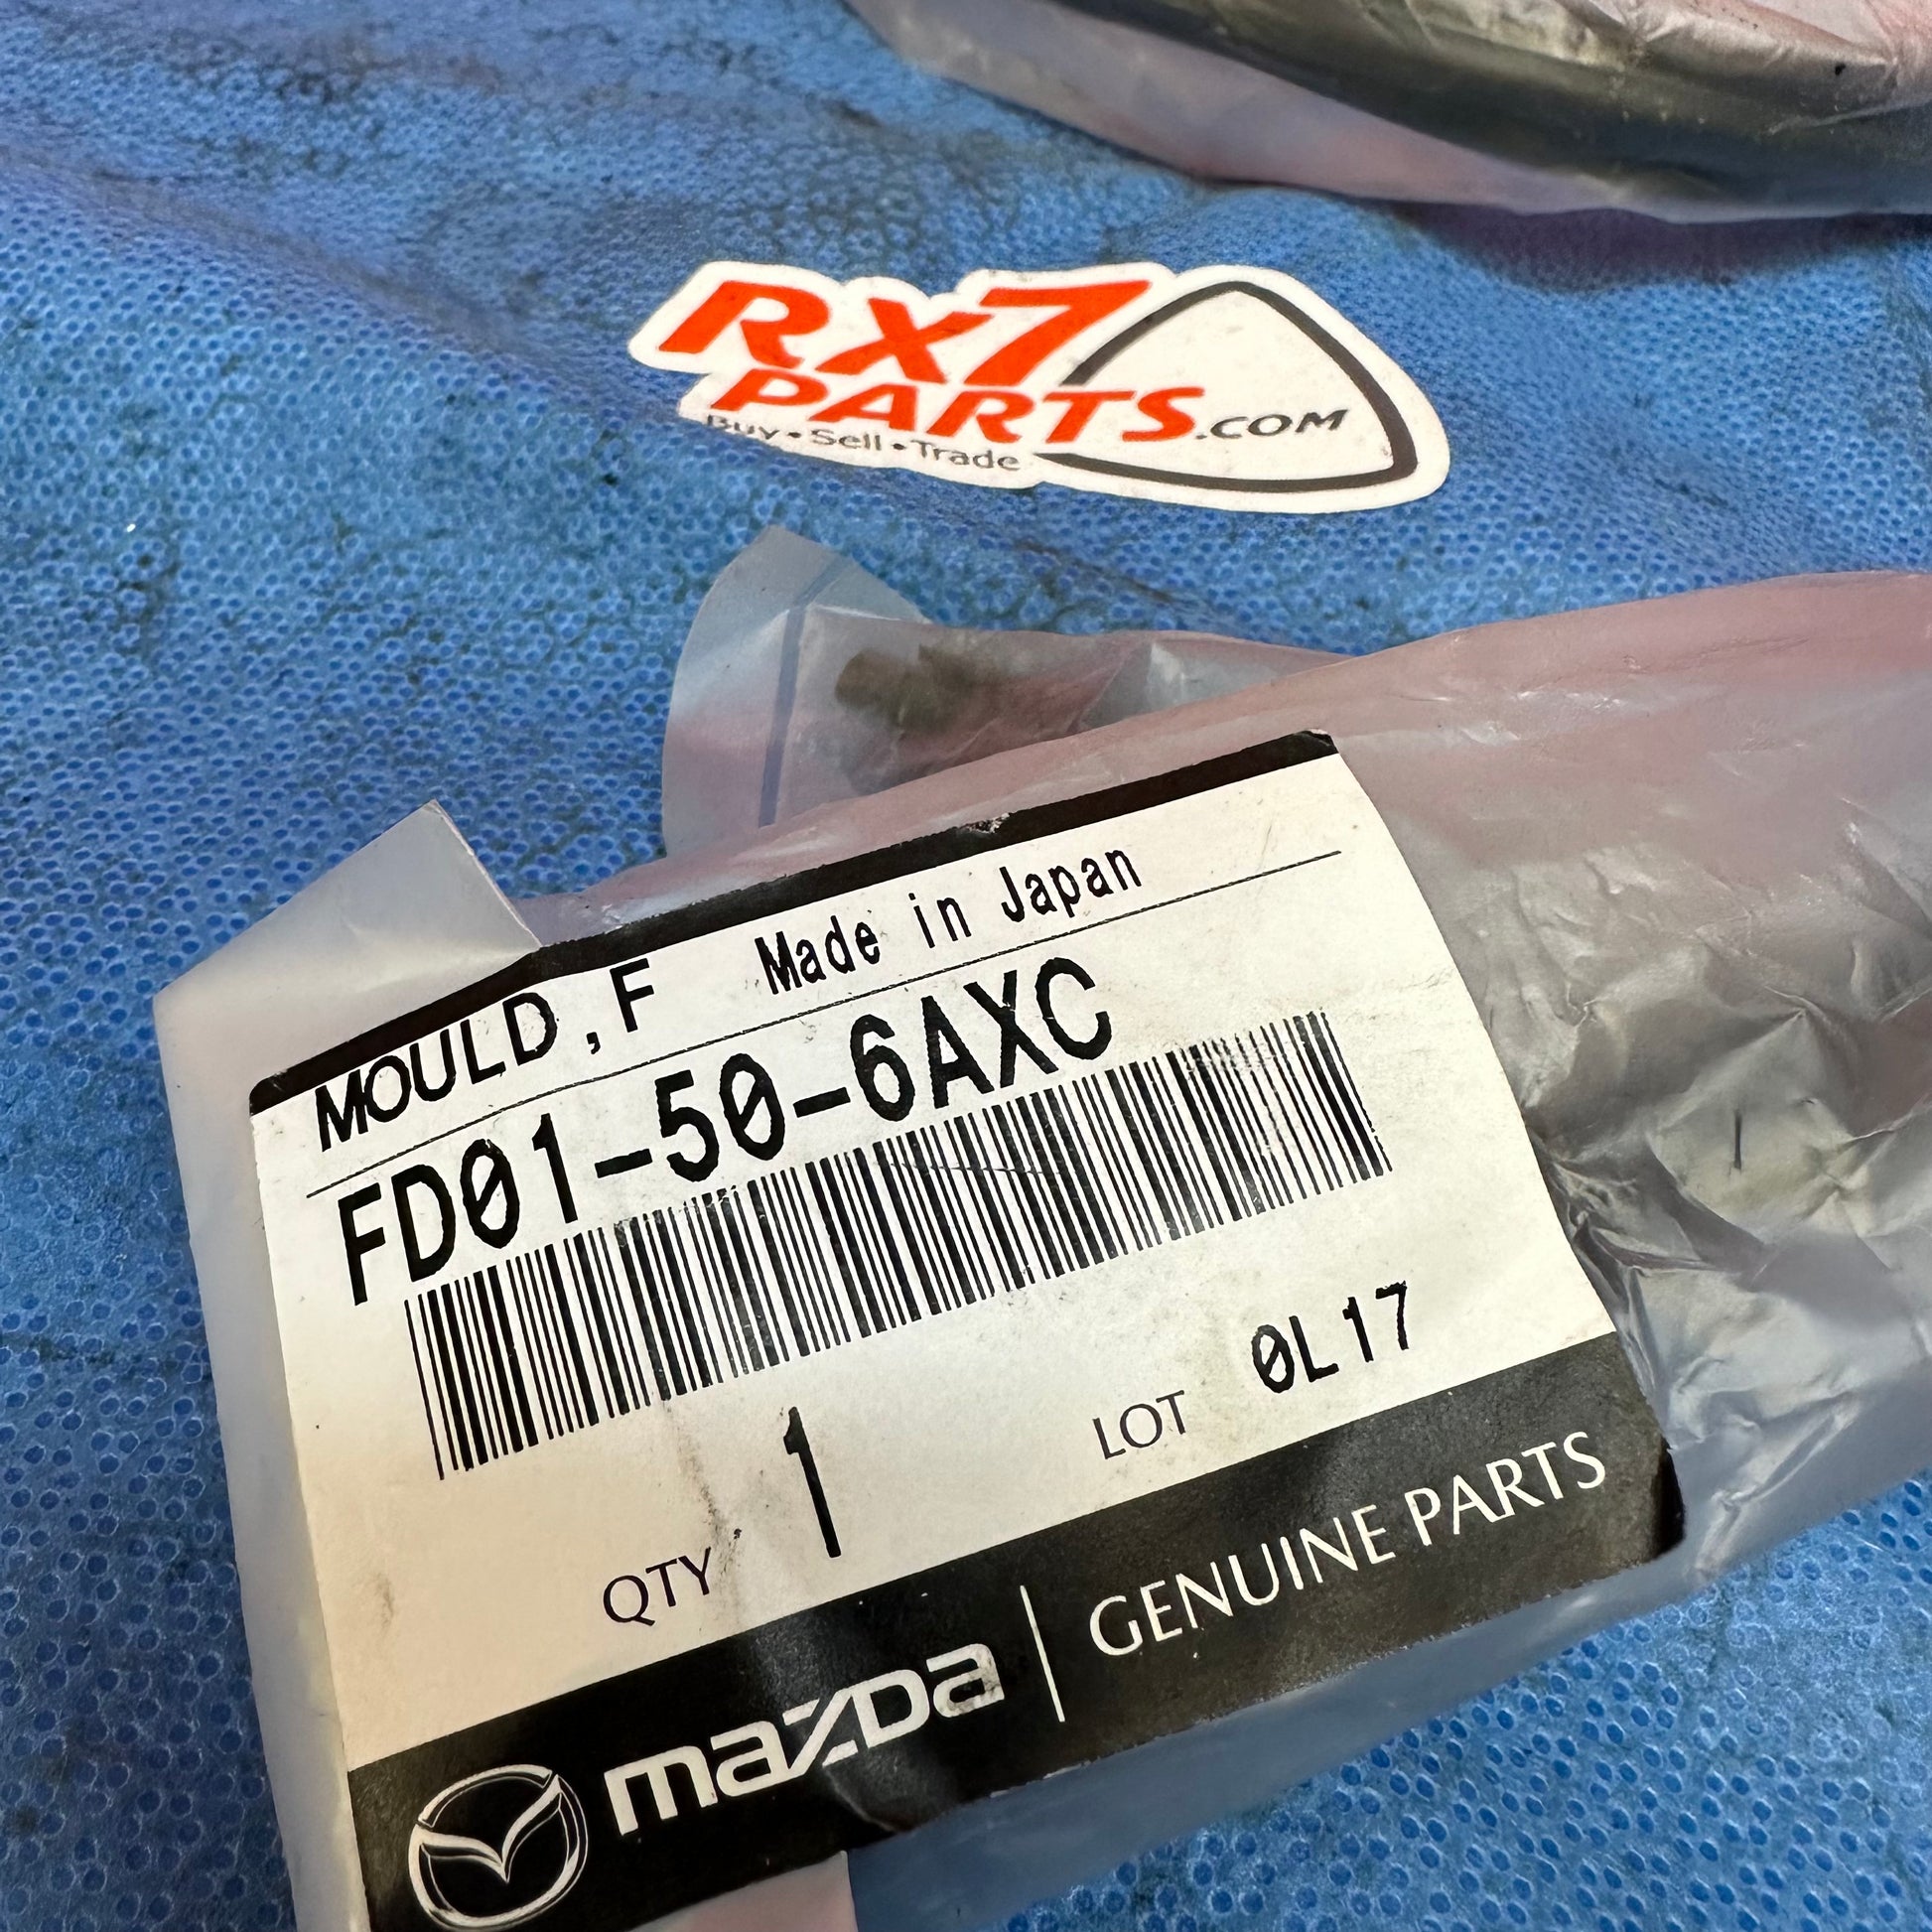 RX7
PARTS.COM
Buy • Sell • Trade
MOULD,F Made in Japan
FD01-50-6AXC
QTY 1 LOT 0L17
mazda | GENUINE PARTS